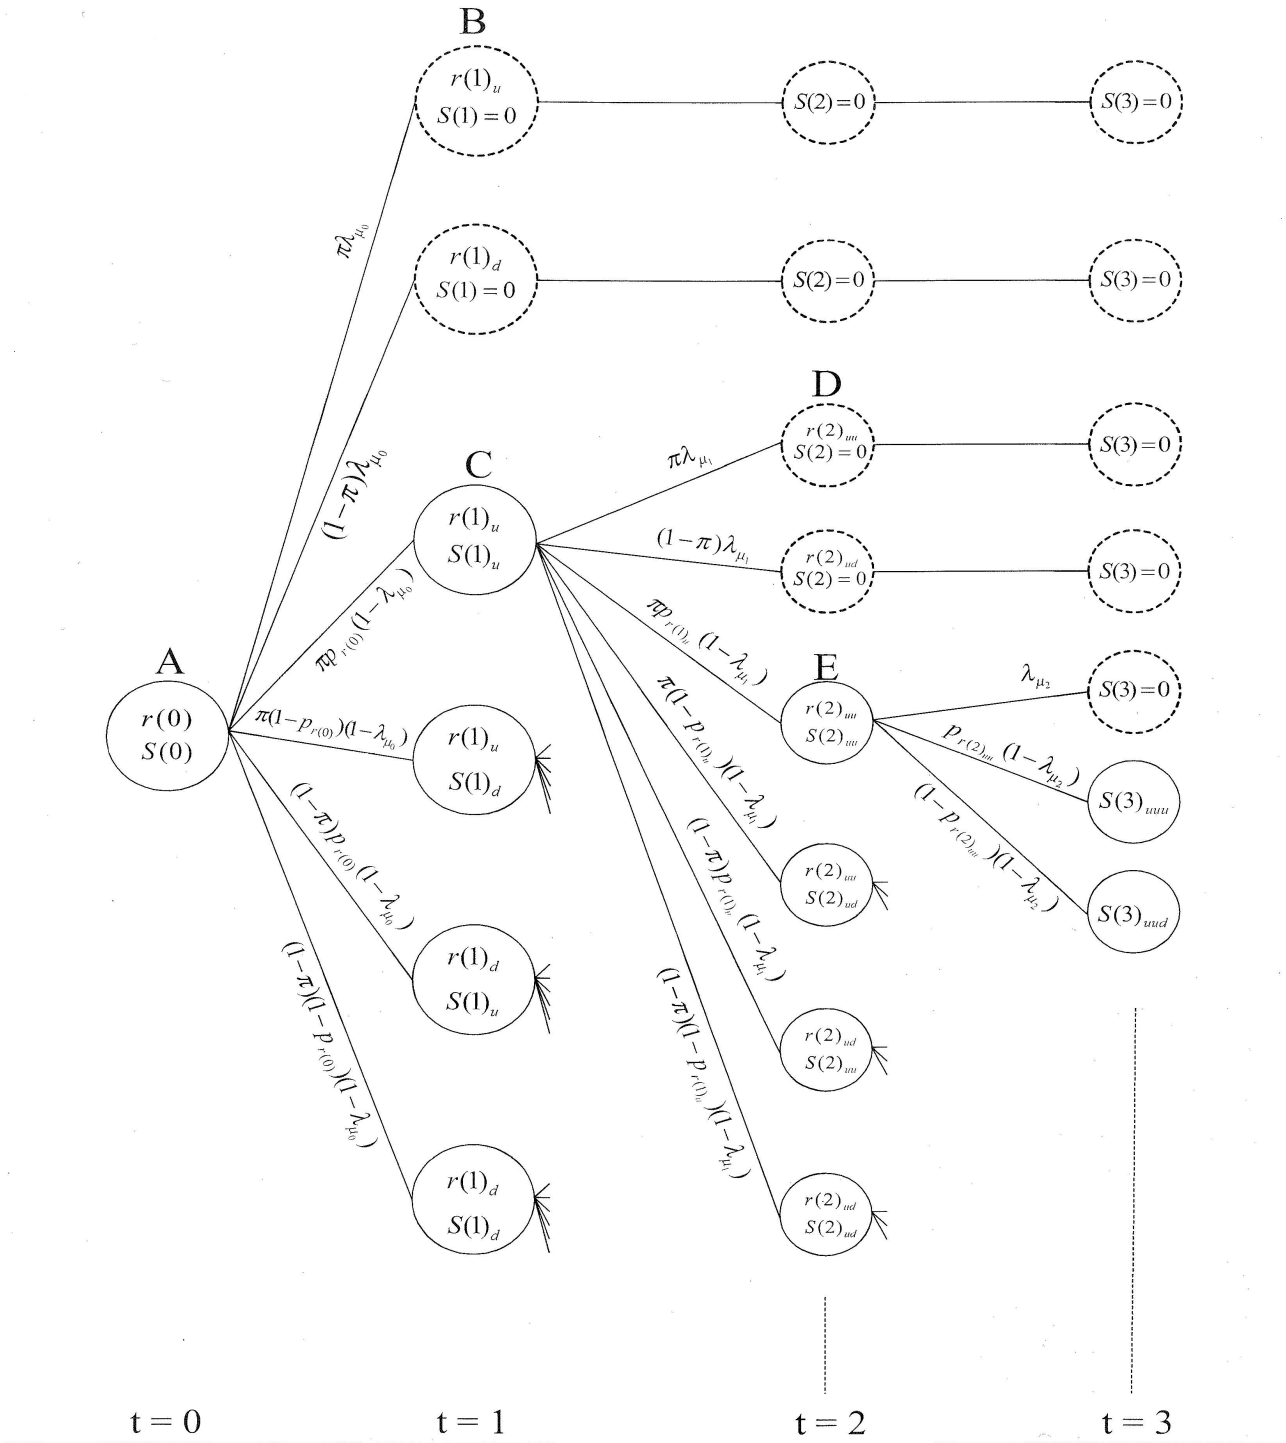 B
r(1)_u
S(1)=0
S(2)=0
S(3)=0
πλ_{μ_0}
r(1)_d
S(1)=0
S(2)=0
S(3)=0
(1−π)λ_{μ_0}
D
r(2)_{uu}
S(2)=0
S(3)=0
πλ_{μ_1}
C
r(1)_u
S(1)_u
(1−π)λ_{μ_1}
r(2)_{ud}
S(2)=0
S(3)=0
πp_{r(0)}(1−λ_{μ_0})
πp_{r(1)_u}(1−λ_{μ_1})
A
r(0)
S(0)
E
r(2)_{uu}
S(2)_{uu}
λ_{μ_2}
S(3)=0
π(1−p_{r(0)})(1−λ_{μ_0})
r(1)_u
S(1)_d
π(1−p_{r(1)_u})(1−λ_{μ_1})
p_{r(2)_{uu}}(1−λ_{μ_2})
S(3)_{uuu}
(1−π)p_{r(0)}(1−λ_{μ_0})
(1−π)p_{r(1)_u}(1−λ_{μ_1})
r(2)_{uu}
S(2)_{ud}
(1−p_{r(2)_{uu}})(1−λ_{μ_2})
S(3)_{uud}
(1−π)(1−p_{r(0)})(1−λ_{μ_0})
r(1)_d
S(1)_u
(1−π)(1−p_{r(1)_u})(1−λ_{μ_1})
r(2)_{ud}
S(2)_{uu}
r(1)_d
S(1)_d
r(2)_{ud}
S(2)_{ud}
t = 0
t = 1
t = 2
t = 3